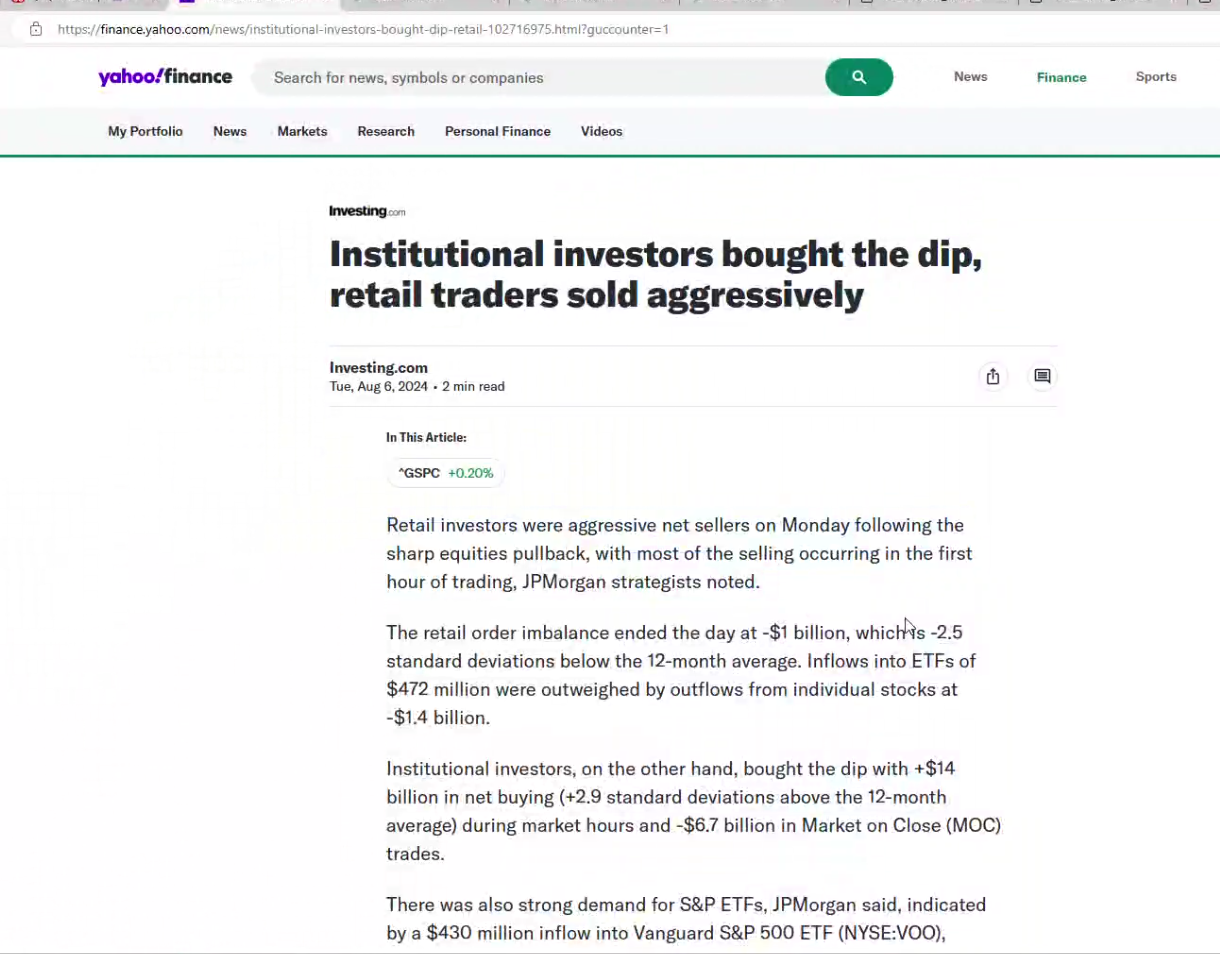 https://finance.yahoo.com/news/institutional-investors-bought-dip-retail-102716975.html?guccounter=1
yahoo!finance
Search for news, symbols or companies
News
Finance
Sports
My Portfolio
News
Markets
Research
Personal Finance
Videos
Investing.com
Institutional investors bought the dip,
retail traders sold aggressively
Investing.com
Tue, Aug 6, 2024 • 2 min read
In This Article:
^GSPC +0.20%
Retail investors were aggressive net sellers on Monday following the
sharp equities pullback, with most of the selling occurring in the first
hour of trading, JPMorgan strategists noted.
The retail order imbalance ended the day at -$1 billion, which is -2.5
standard deviations below the 12-month average. Inflows into ETFs of
$472 million were outweighed by outflows from individual stocks at
-$1.4 billion.
Institutional investors, on the other hand, bought the dip with +$14
billion in net buying (+2.9 standard deviations above the 12-month
average) during market hours and -$6.7 billion in Market on Close (MOC)
trades.
There was also strong demand for S&P ETFs, JPMorgan said, indicated
by a $430 million inflow into Vanguard S&P 500 ETF (NYSE:VOO),